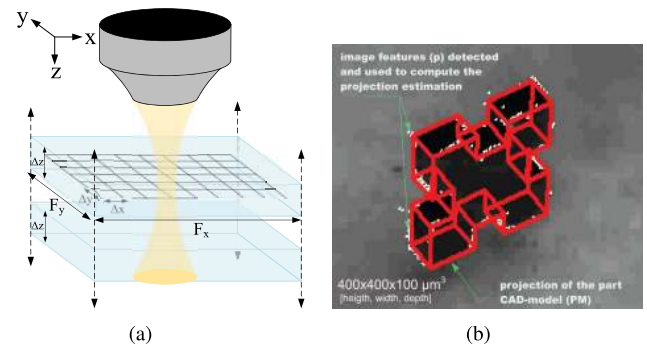 y
x
z
Δz
Δy
Δx
F_y
F_x
Δz
(a)
image features (p) detected
and used to compute the
projection estimation
400x400x100 μm³
[heigth, width, depth]
projection of the part
CAD-model (PM)
(b)